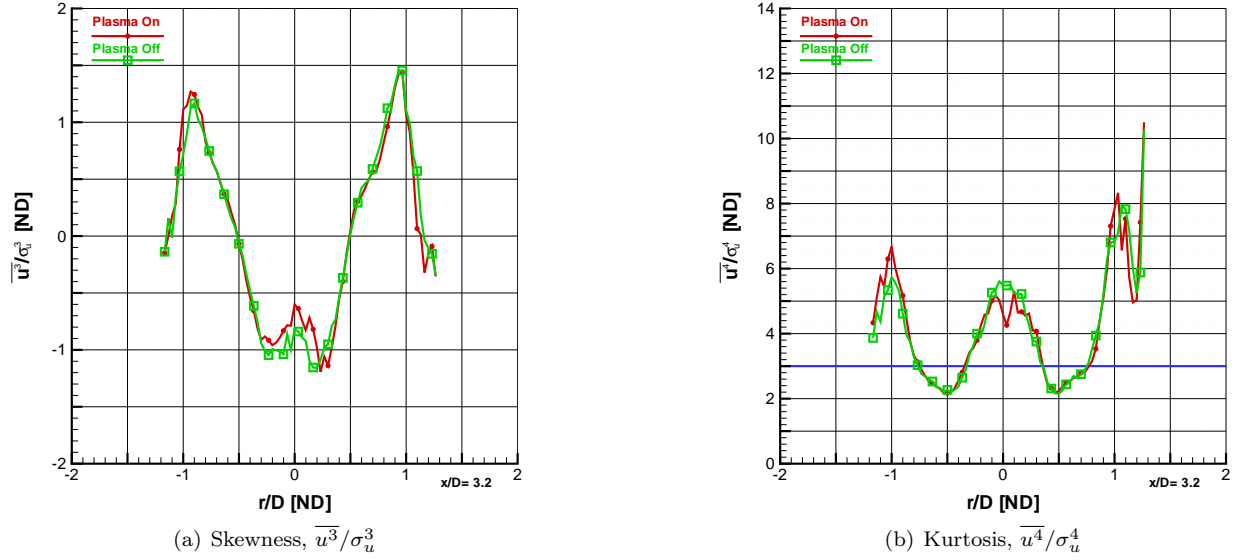 2
Plasma On
Plasma Off
1
0
-1
-2
-2
-1
0
1
2
x/D= 3.2
r/D [ND]
u³/σᵤ³ [ND]
(a) Skewness, u³/σᵤ³
14
Plasma On
Plasma Off
12
10
8
6
4
2
0
-2
-1
0
1
2
x/D= 3.2
r/D [ND]
u⁴/σᵤ⁴ [ND]
(b) Kurtosis, u⁴/σᵤ⁴